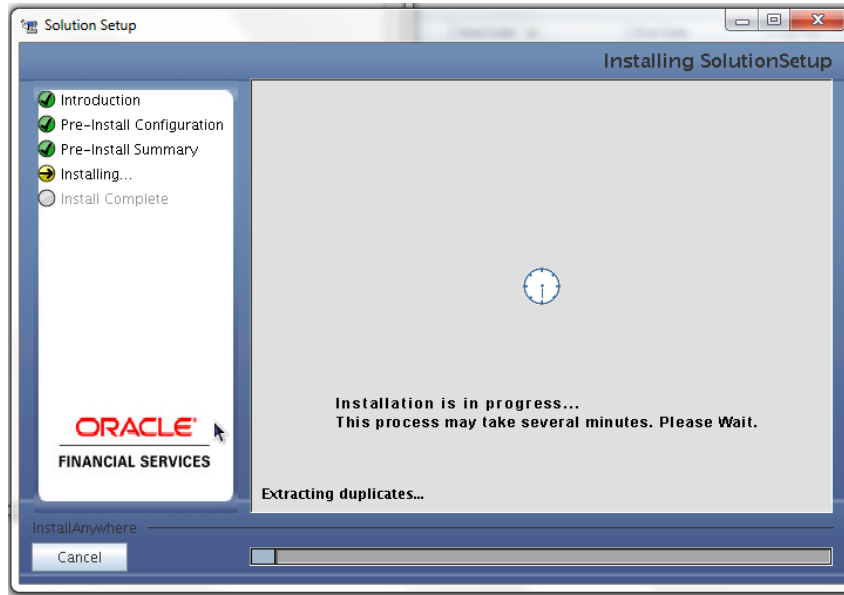 Solution Setup
Installing SolutionSetup
Introduction
Pre-Install Configuration
Pre-Install Summary
Installing...
Install Complete
Installation is in progress...
This process may take several minutes. Please Wait.
ORACLE
FINANCIAL SERVICES
Extracting duplicates...
InstallAnywhere
Cancel